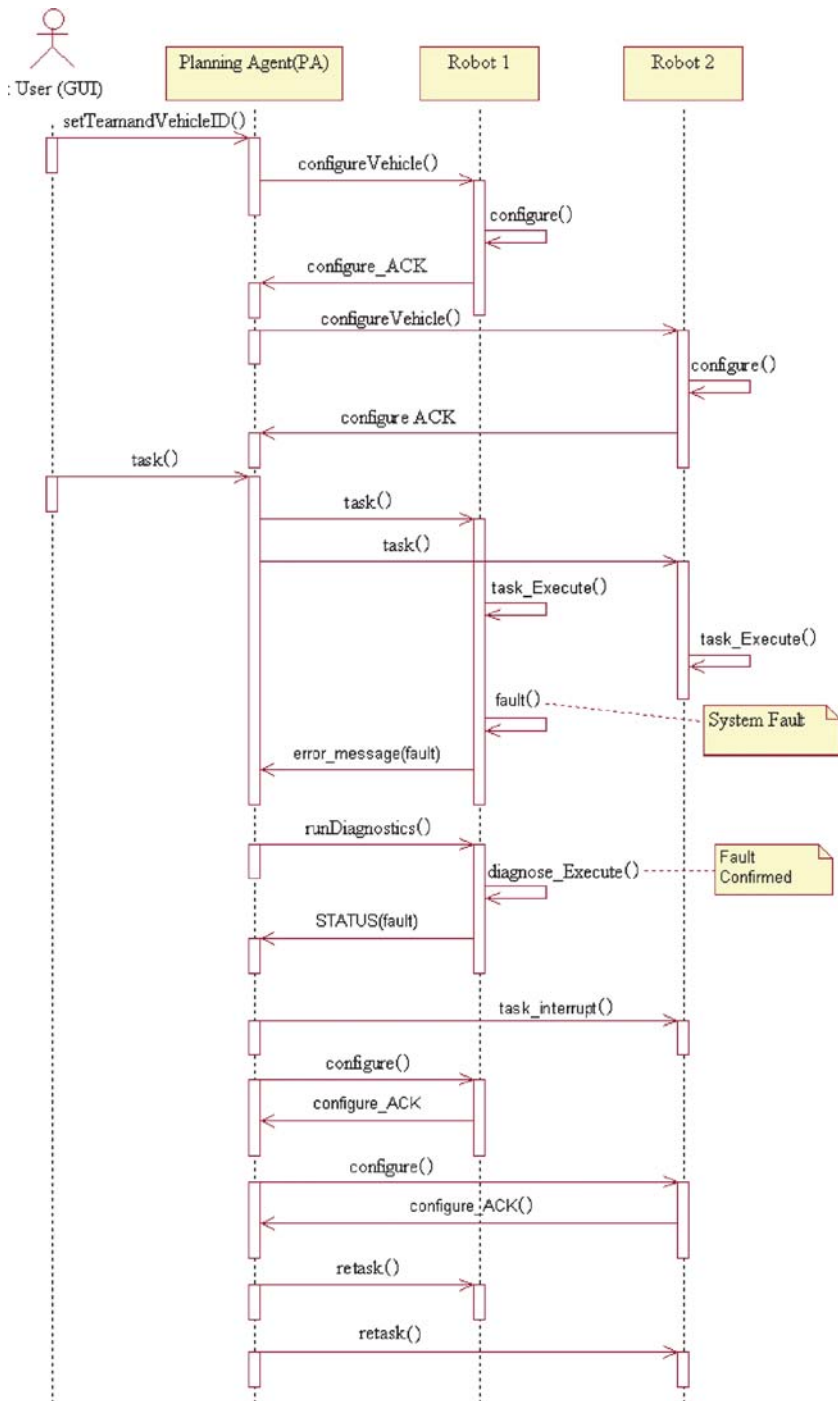 : User (GUI)
Planning Agent(PA)
Robot 1
Robot 2
setTeamandVehicleID()
configureVehicle()
configure()
configure_ACK
configureVehicle()
configure()
configure ACK
task()
task()
task()
task_Execute()
task_Execute()
fault()
System Fault
error_message(fault)
runDiagnostics()
diagnose_Execute()
Fault
Confirmed
STATUS(fault)
task_interrupt()
configure()
configure_ACK
configure()
configure_ACK()
retask()
retask()